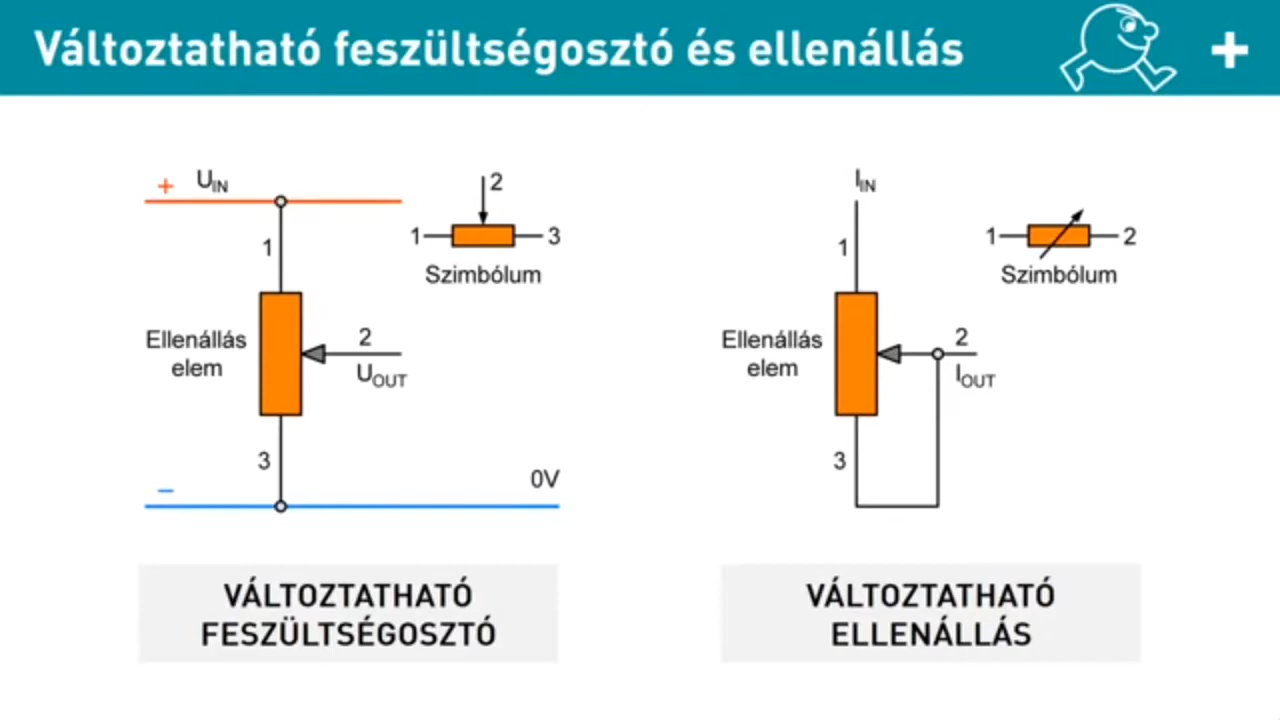 Változtatható feszültségosztó és ellenállás
+
+ UIN
1
2
1 3
Szimbólum
Ellenállás
elem
2
UOUT
3
–
0V
VÁLTOZTATHATÓ
FESZÜLTSÉGOSZTÓ
IIN
1
1 2
Szimbólum
Ellenállás
elem
2
IOUT
3
VÁLTOZTATHATÓ
ELLENÁLLÁS